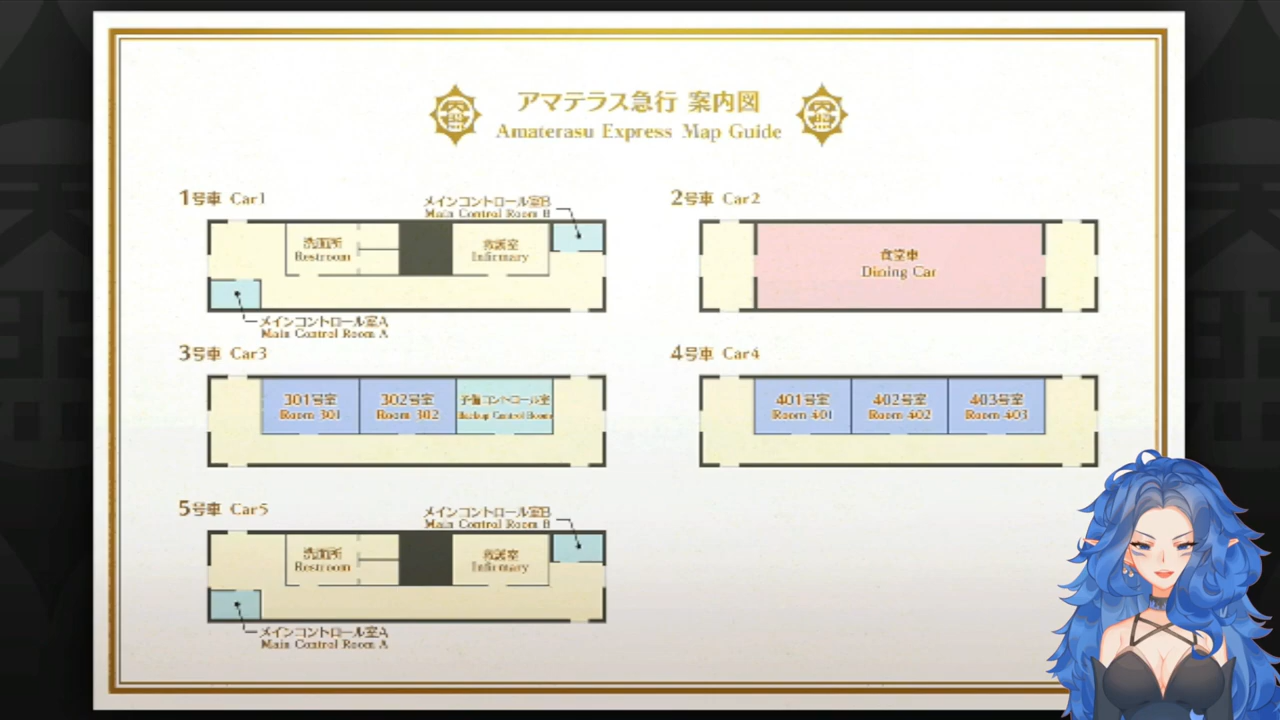 アマテラス急行 案内図
Amaterasu Express Map Guide
1号車 Car1
メインコントロール室B
Main Control Room B
洗面所
Restroom
救護室
Infirmary
メインコントロール室A
Main Control Room A
2号車 Car2
食堂車
Dining Car
3号車 Car3
301号室
Room 301
302号室
Room 302
予備コントロール室
Backup Control Room
4号車 Car4
401号室
Room 401
402号室
Room 402
403号室
Room 403
5号車 Car5
メインコントロール室B
Main Control Room B
洗面所
Restroom
救護室
Infirmary
メインコントロール室A
Main Control Room A